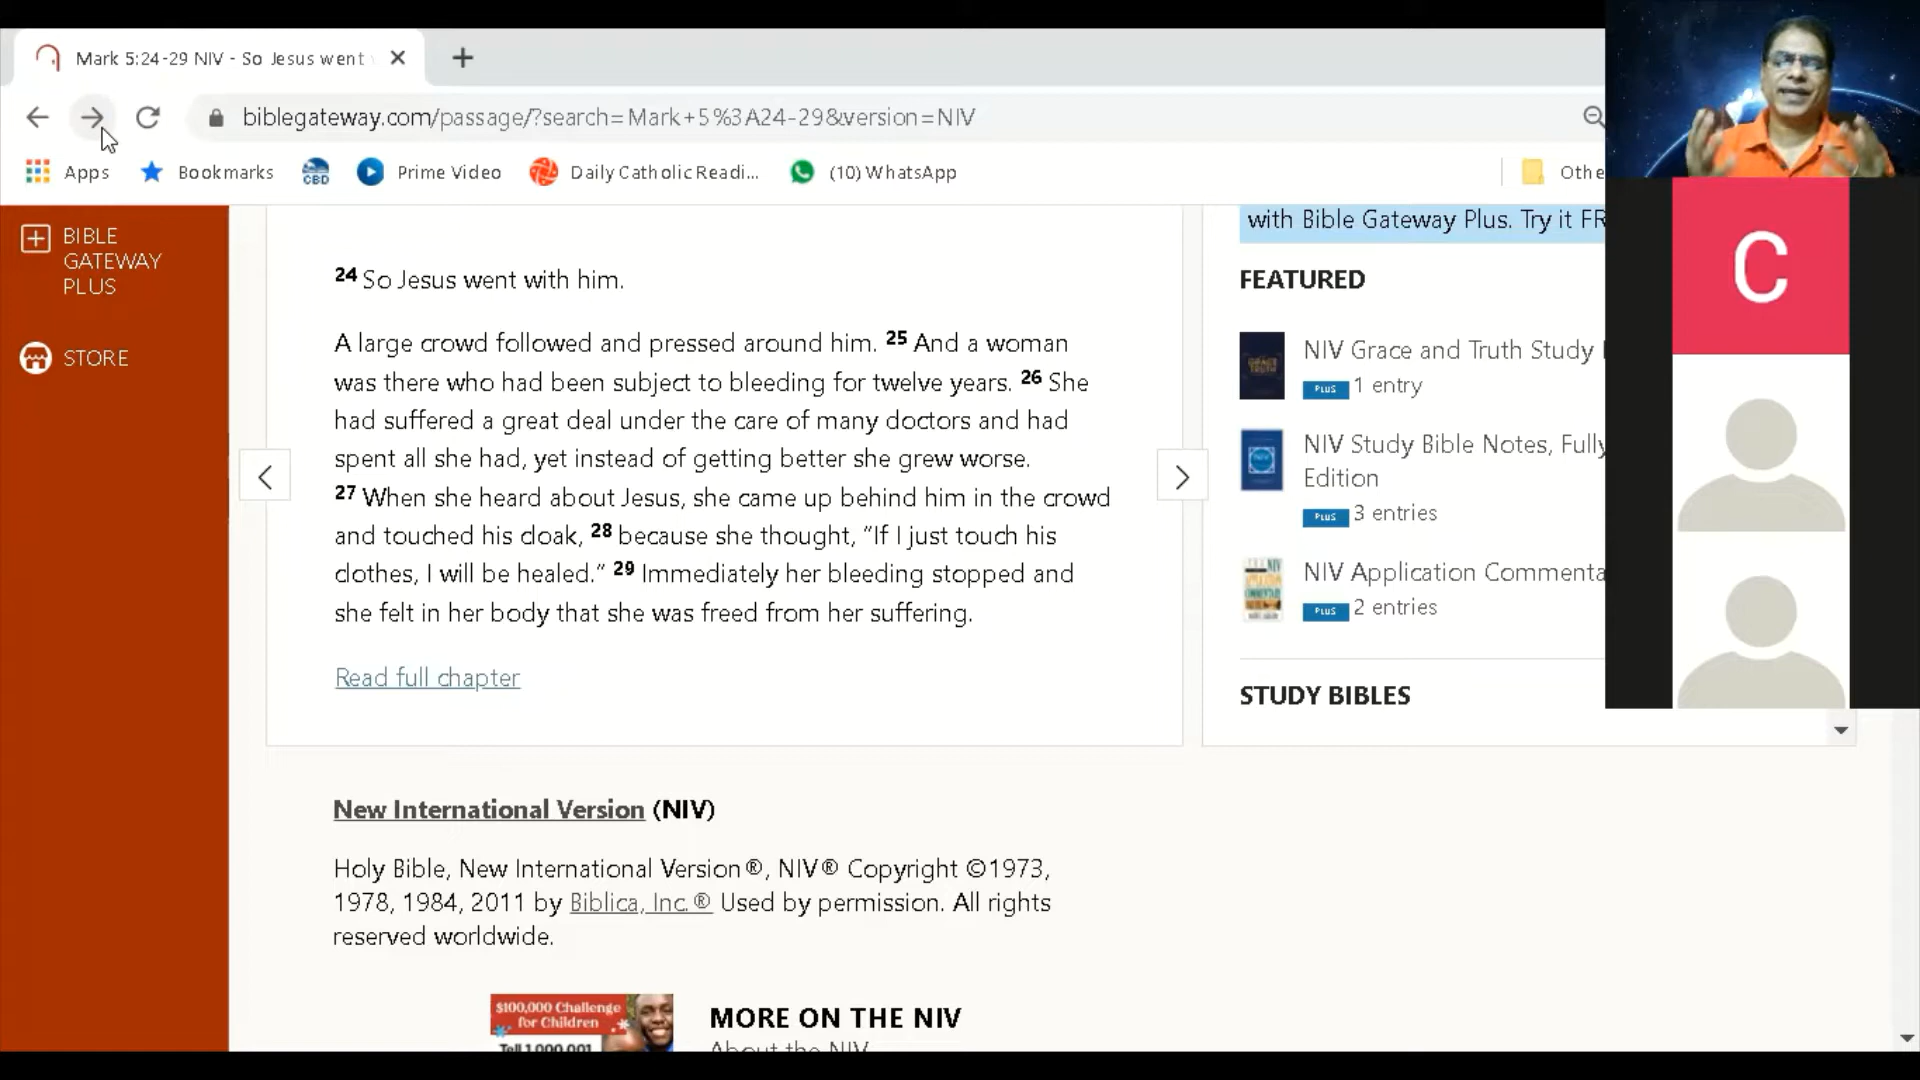 Mark 5:24-29 NIV - So Jesus went
biblegateway.com/passage/?search=Mark+5%3A24-29&version=NIV
Apps
Bookmarks
CBD
Prime Video
Daily Catholic Readi...
(10) WhatsApp
Othe
BIBLE
GATEWAY
PLUS
STORE
24 So Jesus went with him.
A large crowd followed and pressed around him. 25 And a woman
was there who had been subject to bleeding for twelve years. 26 She
had suffered a great deal under the care of many doctors and had
spent all she had, yet instead of getting better she grew worse.
27 When she heard about Jesus, she came up behind him in the crowd
and touched his cloak, 28 because she thought, “If I just touch his
clothes, I will be healed.” 29 Immediately her bleeding stopped and
she felt in her body that she was freed from her suffering.
Read full chapter
with Bible Gateway Plus. Try it FR
FEATURED
NIV Grace and Truth Study
PLUS 1 entry
NIV Study Bible Notes, Fully
Edition
PLUS 3 entries
NIV Application Commenta
PLUS 2 entries
STUDY BIBLES
C
New International Version (NIV)
Holy Bible, New International Version®, NIV® Copyright ©1973,
1978, 1984, 2011 by Biblica, Inc.® Used by permission. All rights
reserved worldwide.
$100,000 Challenge
for Children
Tell 1,000,001
MORE ON THE NIV
About the NIV